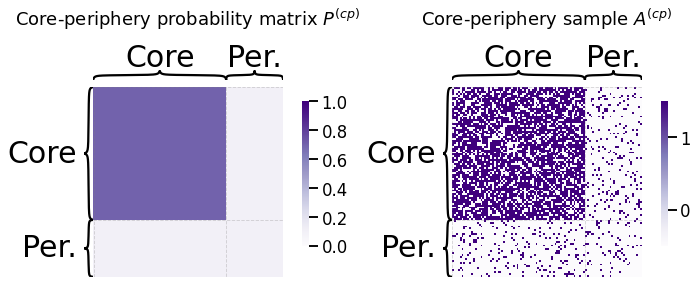 Core-periphery probability matrix P^(cp)
Core Per.
Core
Per.
1.0
0.8
0.6
0.4
0.2
0.0
Core-periphery sample A^(cp)
Core Per.
Core
Per.
1
0